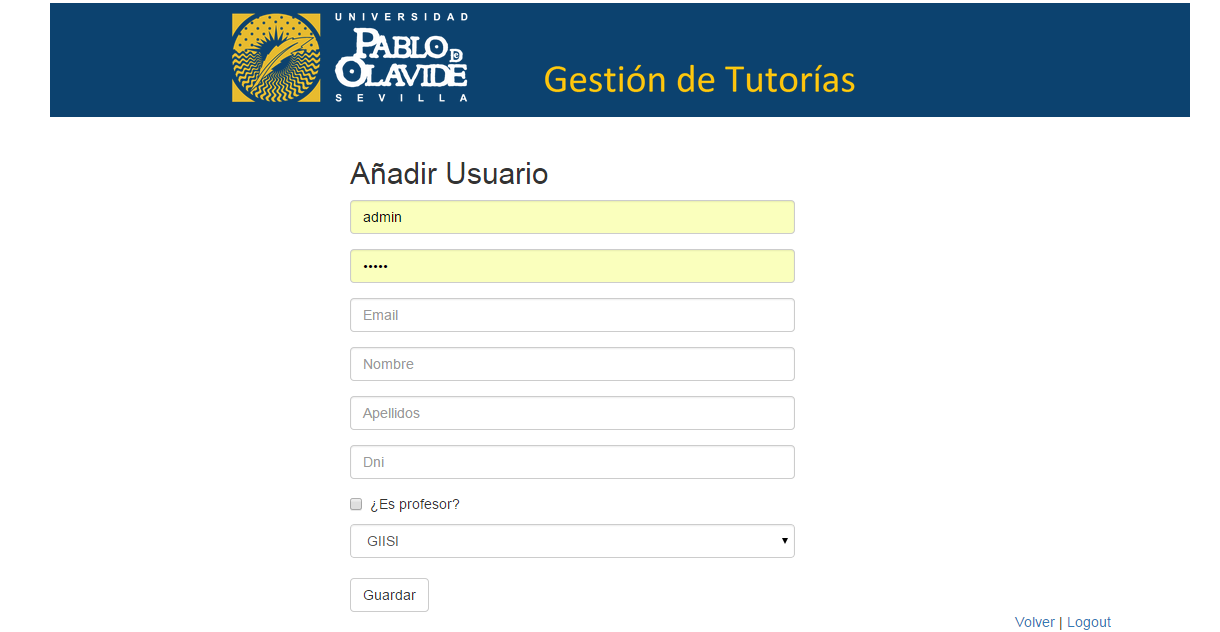 UNIVERSIDAD
PABLO DE
OLAVIDE
SEVILLA
Gestión de Tutorías
Añadir Usuario
admin
•••••
Email
Nombre
Apellidos
Dni
¿Es profesor?
GIISI
Guardar
Volver | Logout